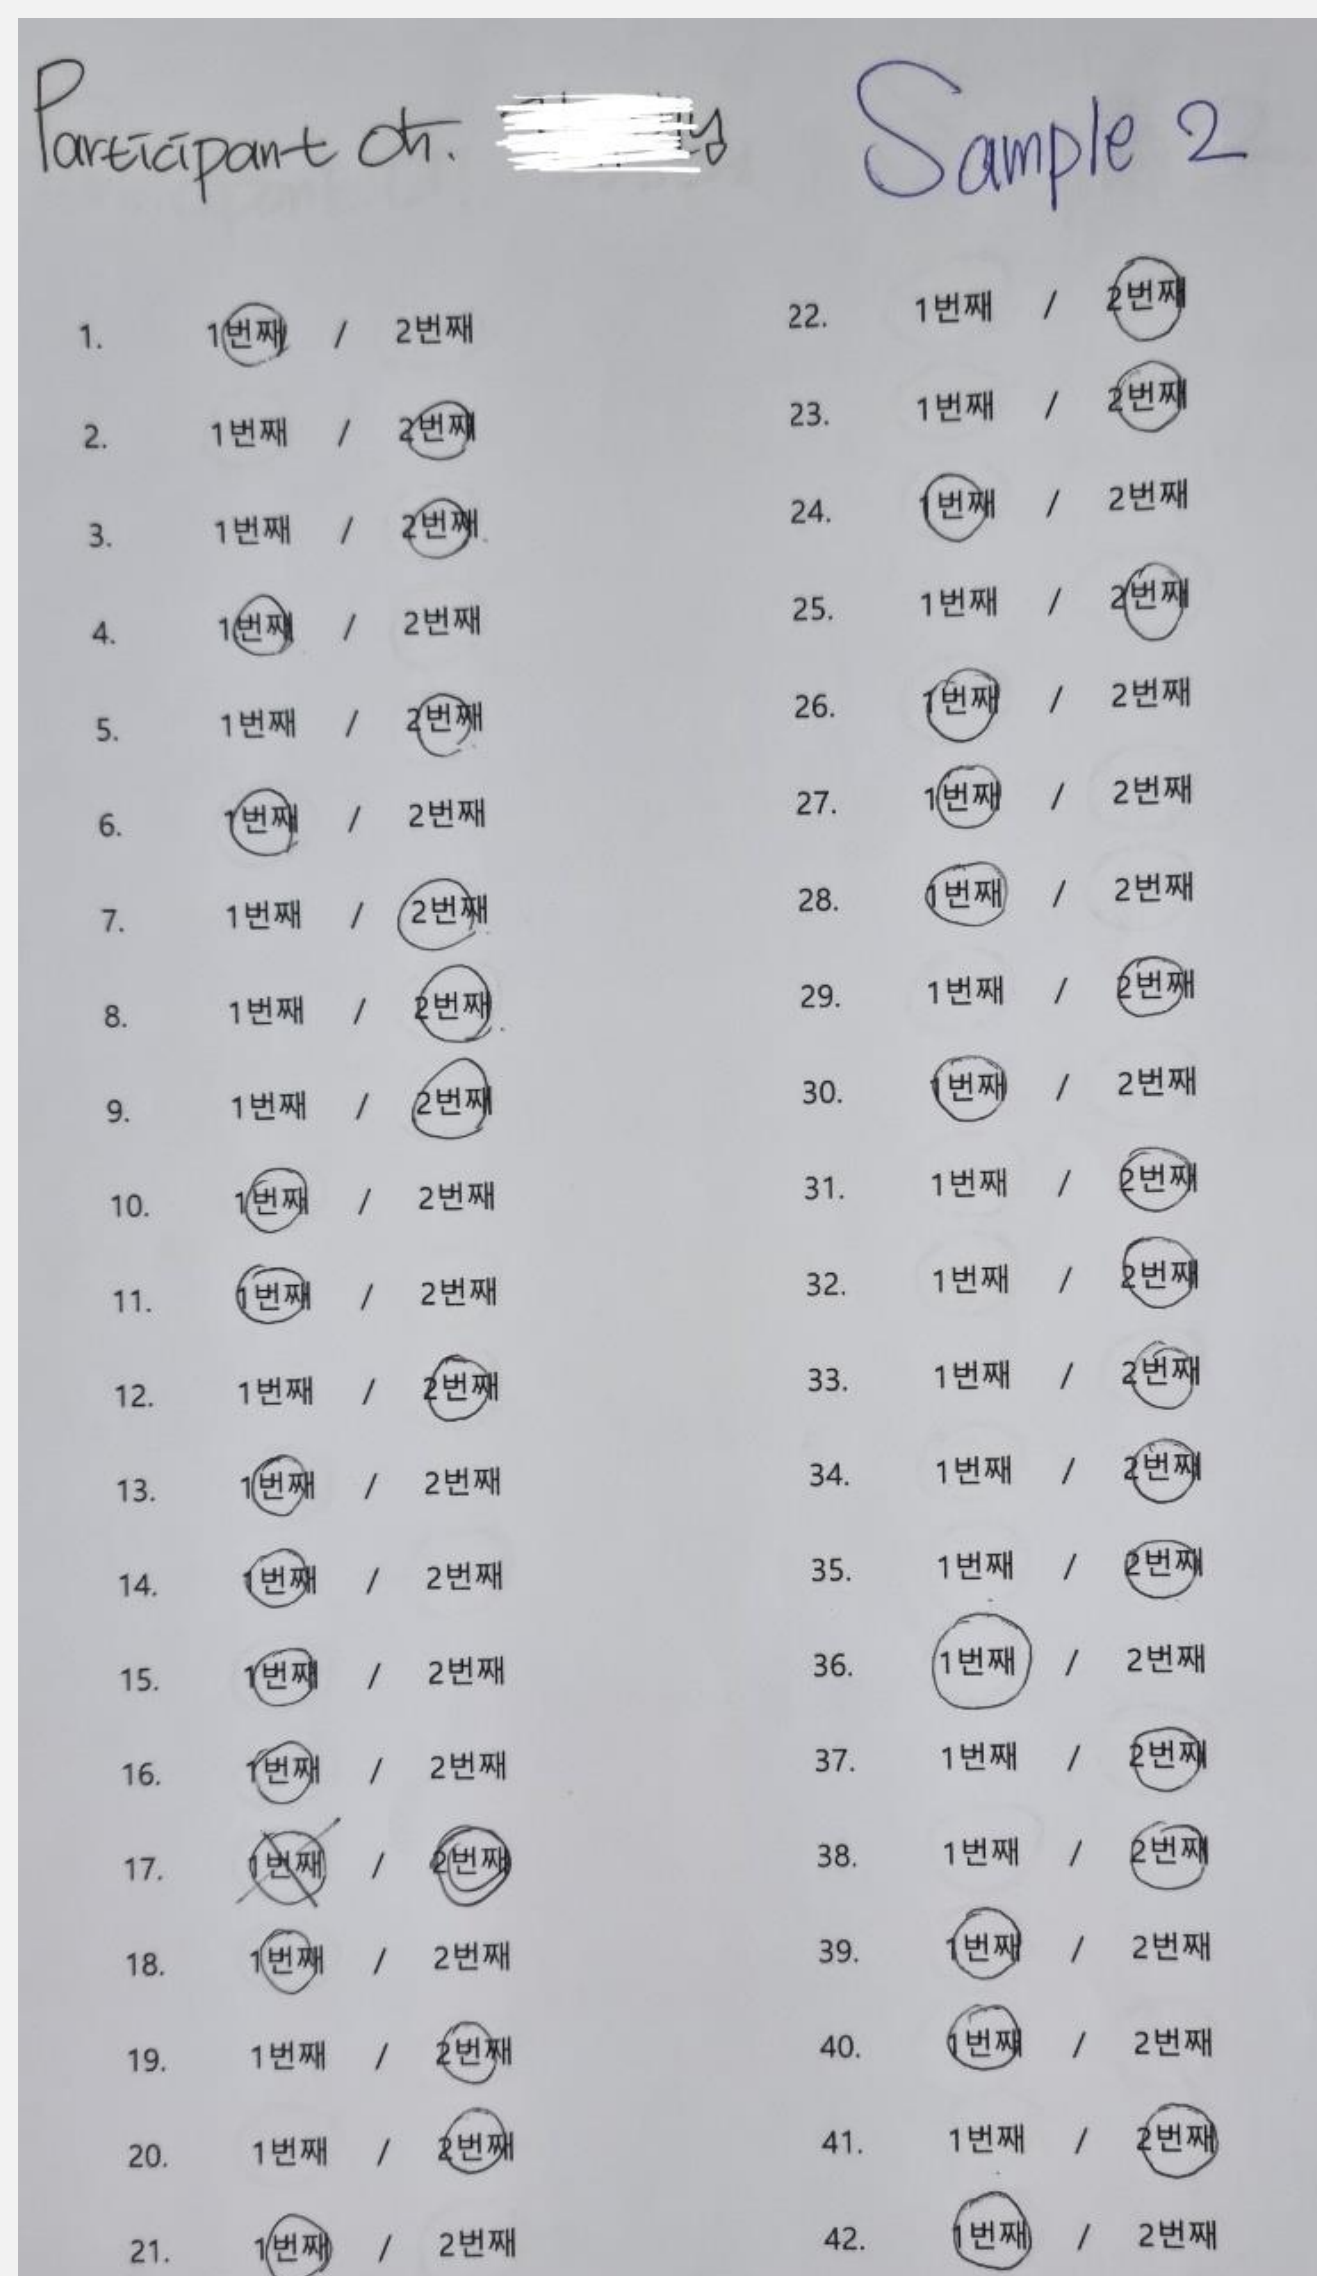 Participant
Sample 2
1. 1번째 / 2번째
2. 1번째 / 2번째
3. 1번째 / 2번째
4. 1번째 / 2번째
5. 1번째 / 2번째
6. 1번째 / 2번째
7. 1번째 / 2번째
8. 1번째 / 2번째
9. 1번째 / 2번째
10. 1번째 / 2번째
11. 1번째 / 2번째
12. 1번째 / 2번째
13. 1번째 / 2번째
14. 1번째 / 2번째
15. 1번째 / 2번째
16. 1번째 / 2번째
17. 1번째 / 2번째
18. 1번째 / 2번째
19. 1번째 / 2번째
20. 1번째 / 2번째
21. 1번째 / 2번째
22. 1번째 / 2번째
23. 1번째 / 2번째
24. 1번째 / 2번째
25. 1번째 / 2번째
26. 1번째 / 2번째
27. 1번째 / 2번째
28. 1번째 / 2번째
29. 1번째 / 2번째
30. 1번째 / 2번째
31. 1번째 / 2번째
32. 1번째 / 2번째
33. 1번째 / 2번째
34. 1번째 / 2번째
35. 1번째 / 2번째
36. 1번째 / 2번째
37. 1번째 / 2번째
38. 1번째 / 2번째
39. 1번째 / 2번째
40. 1번째 / 2번째
41. 1번째 / 2번째
42. 1번째 / 2번째